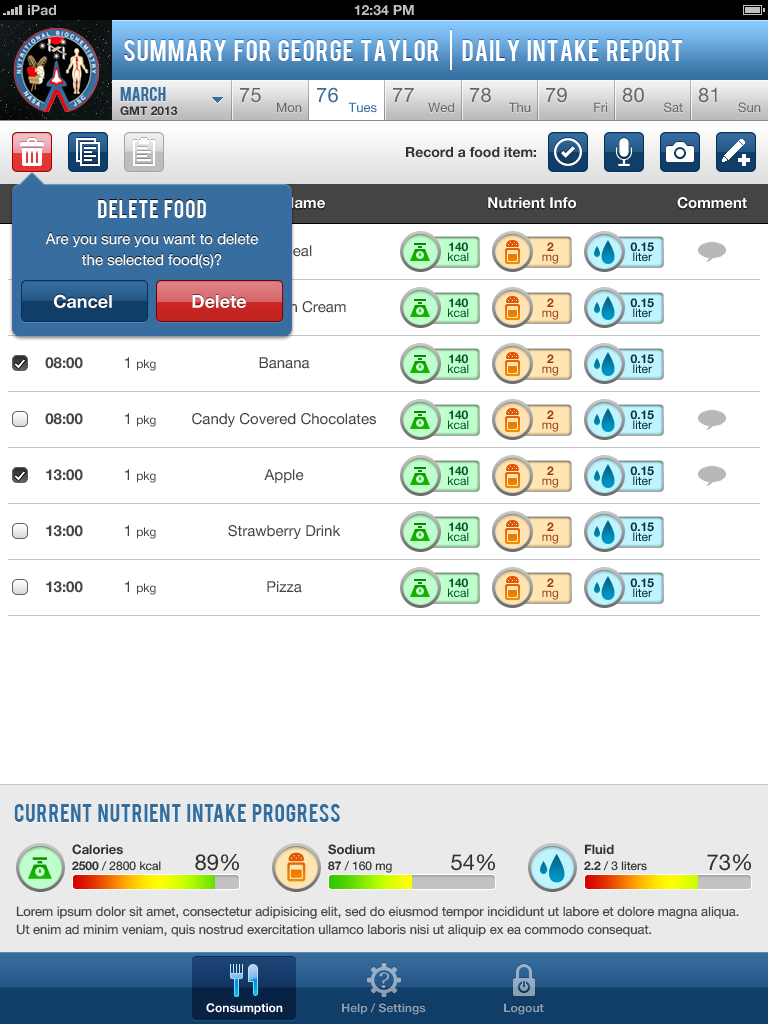 iPad
12:34 PM
NUTRITIONAL BIOCHEMISTRY
NASA JSC
SUMMARY FOR GEORGE TAYLOR | DAILY INTAKE REPORT
MARCH
GMT 2013
75 Mon
76 Tues
77 Wed
78 Thu
79 Fri
80 Sat
81 Sun
Record a food item:
Nutrient Info
Comment
DELETE FOOD
Are you sure you want to delete
the selected food(s)?
Cancel
Delete
140 kcal
2 mg
0.15 liter
Cream
140 kcal
2 mg
0.15 liter
08:00
1 pkg
Banana
140 kcal
2 mg
0.15 liter
08:00
1 pkg
Candy Covered Chocolates
140 kcal
2 mg
0.15 liter
13:00
1 pkg
Apple
140 kcal
2 mg
0.15 liter
13:00
1 pkg
Strawberry Drink
140 kcal
2 mg
0.15 liter
13:00
1 pkg
Pizza
140 kcal
2 mg
0.15 liter
CURRENT NUTRIENT INTAKE PROGRESS
Calories
2500 / 2800 kcal
89%
Sodium
87 / 160 mg
54%
Fluid
2.2 / 3 liters
73%
Lorem ipsum dolor sit amet, consectetur adipisicing elit, sed do eiusmod tempor incididunt ut labore et dolore magna aliqua.
Ut enim ad minim veniam, quis nostrud exercitation ullamco laboris nisi ut aliquip ex ea commodo consequat.
Consumption
Help / Settings
Logout